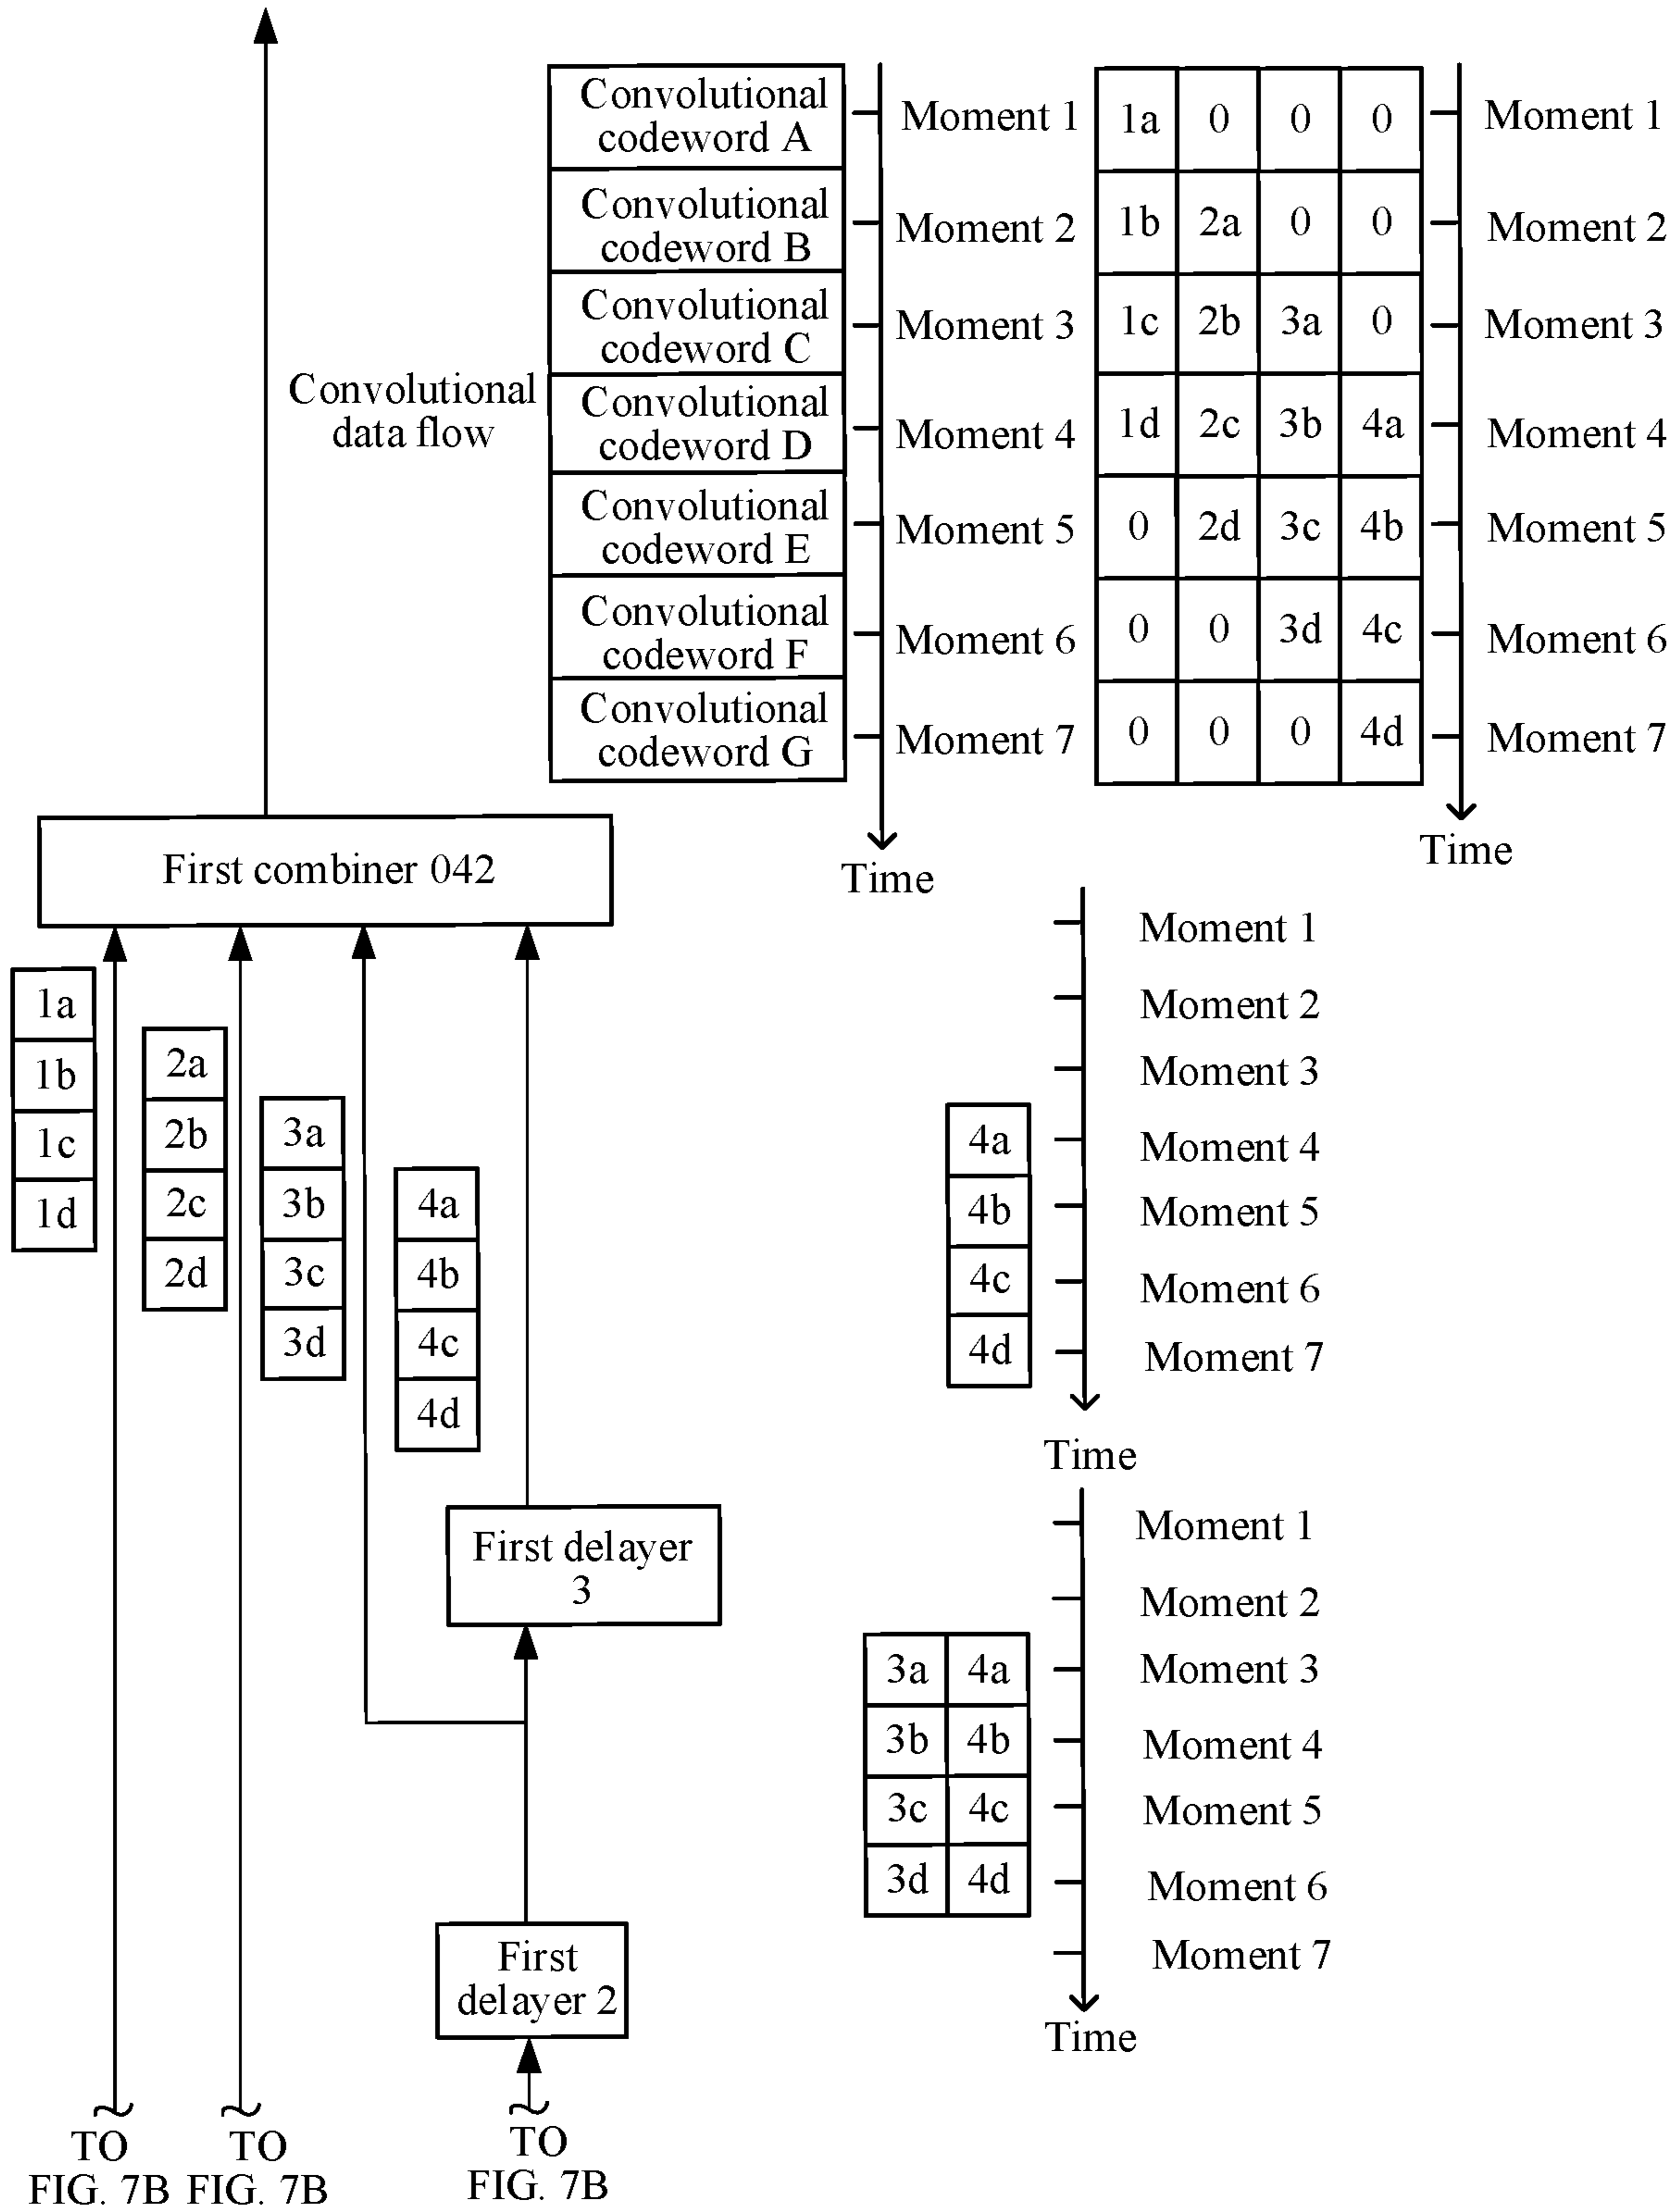 Convolutional
codeword A
Moment 1
1a 0 0 0
Moment 1
Convolutional
codeword B
Moment 2
1b 2a 0 0
Moment 2
Convolutional
codeword C
Moment 3
1c 2b 3a 0
Moment 3
Convolutional
data flow
Convolutional
codeword D
Moment 4
1d 2c 3b 4a
Moment 4
Convolutional
codeword E
Moment 5
0 2d 3c 4b
Moment 5
Convolutional
codeword F
Moment 6
0 0 3d 4c
Moment 6
Convolutional
codeword G
Moment 7
0 0 0 4d
Moment 7
Time
Time
First combiner 042
1a
1b
1c
1d
2a
2b
2c
2d
3a
3b
3c
3d
4a
4b
4c
4d
Moment 1
Moment 2
Moment 3
4a Moment 4
4b Moment 5
4c Moment 6
4d Moment 7
Time
First delayer
3
Moment 1
Moment 2
3a 4a Moment 3
3b 4b Moment 4
3c 4c Moment 5
3d 4d Moment 6
Moment 7
Time
First
delayer 2
TO
FIG. 7B
TO
FIG. 7B
TO
FIG. 7B